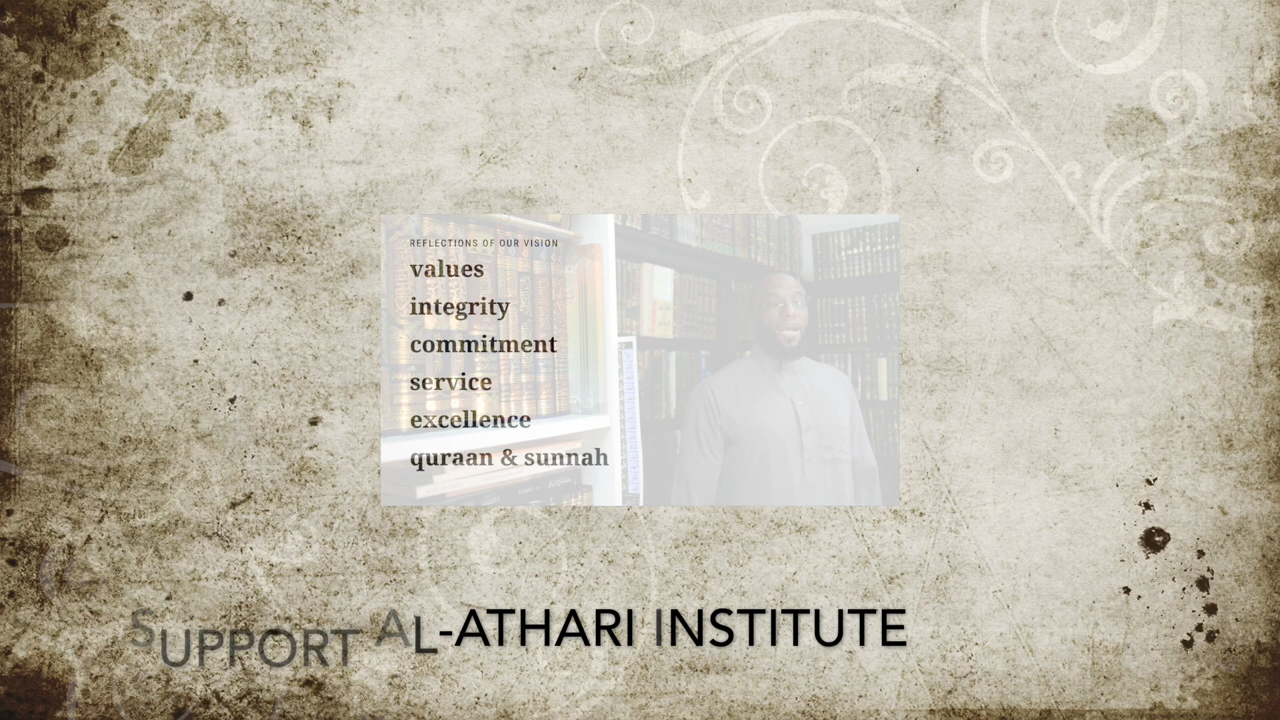 REFLECTIONS OF OUR VISION
values
integrity
commitment
service
excellence
quraan & sunnah
SUPPORT AL-ATHARI INSTITUTE